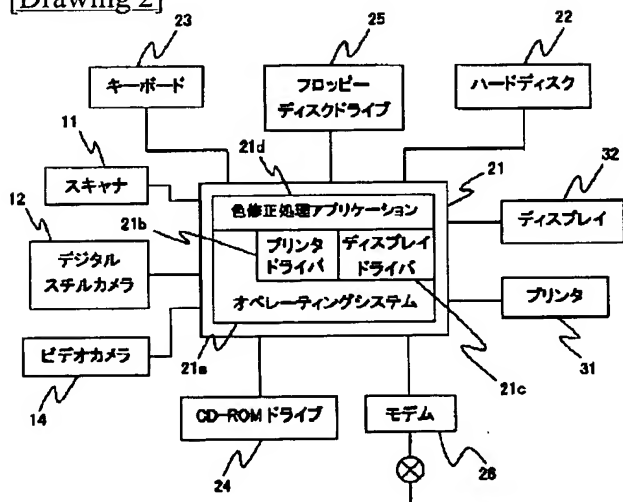 [Drawing 2]
23
25
22
キーボード
フロッピー
ディスクドライブ
ハードディスク
11
スキャナ
21d
21
32
色修正処理アプリケーション
ディスプレイ
12
デジタル
スチルカメラ
21b
プリンタ
ドライバ
ディスプレイ
ドライバ
オペレーティングシステム
プリンタ
31
ビデオカメラ
14
21a
21c
CD-ROMドライブ
24
モデム
26